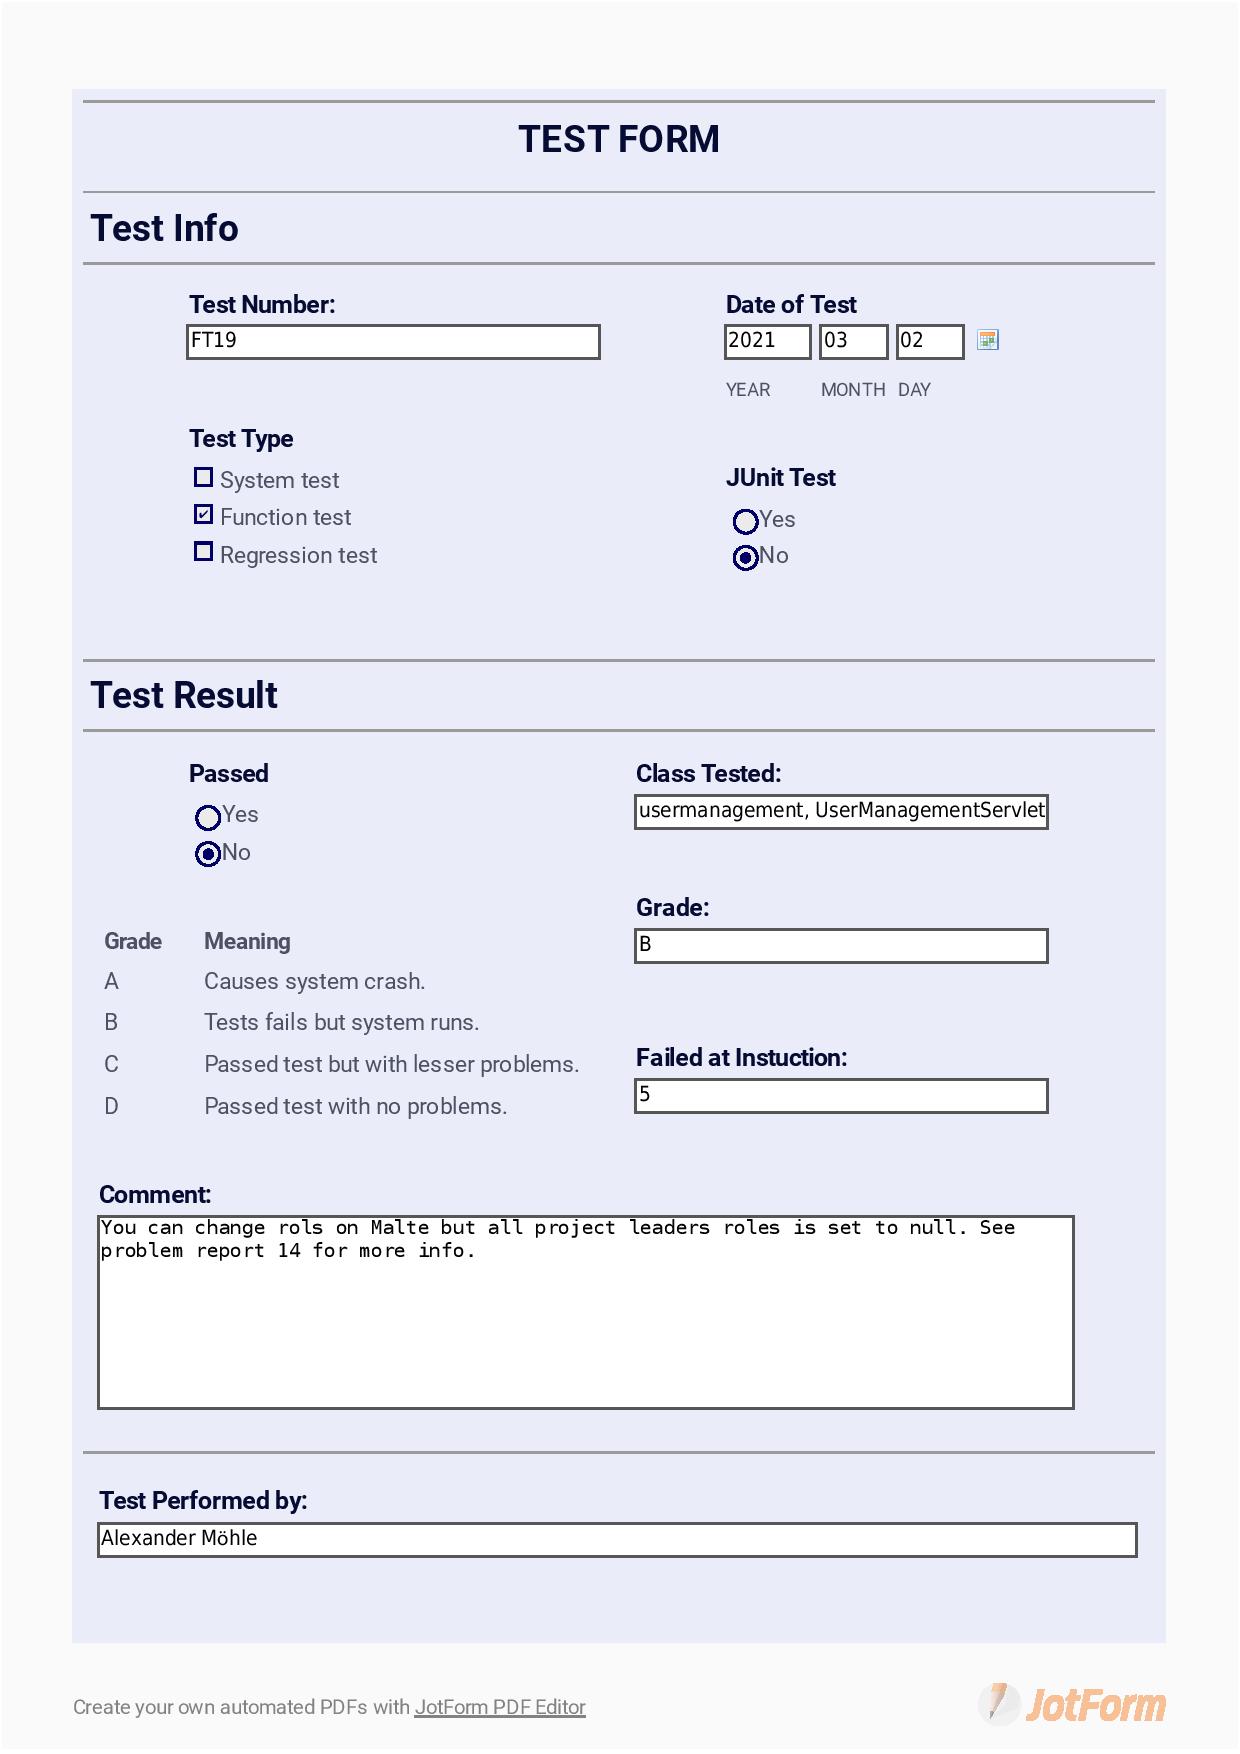 TEST FORM
Test Info
Test Number:
FT19
Date of Test
2021 03 02
YEAR MONTH DAY
Test Type
System test
Function test
Regression test
JUnit Test
Yes
No
Test Result
Passed
Yes
No
Class Tested:
usermanagement, UserManagementServlet
Grade:
B
Grade Meaning
A Causes system crash.
B Tests fails but system runs.
C Passed test but with lesser problems.
D Passed test with no problems.
Failed at Instuction:
5
Comment:
You can change rols on Malte but all project leaders roles is set to null. See
problem report 14 for more info.
Test Performed by:
Alexander Möhle
Create your own automated PDFs with JotForm PDF Editor
JotForm